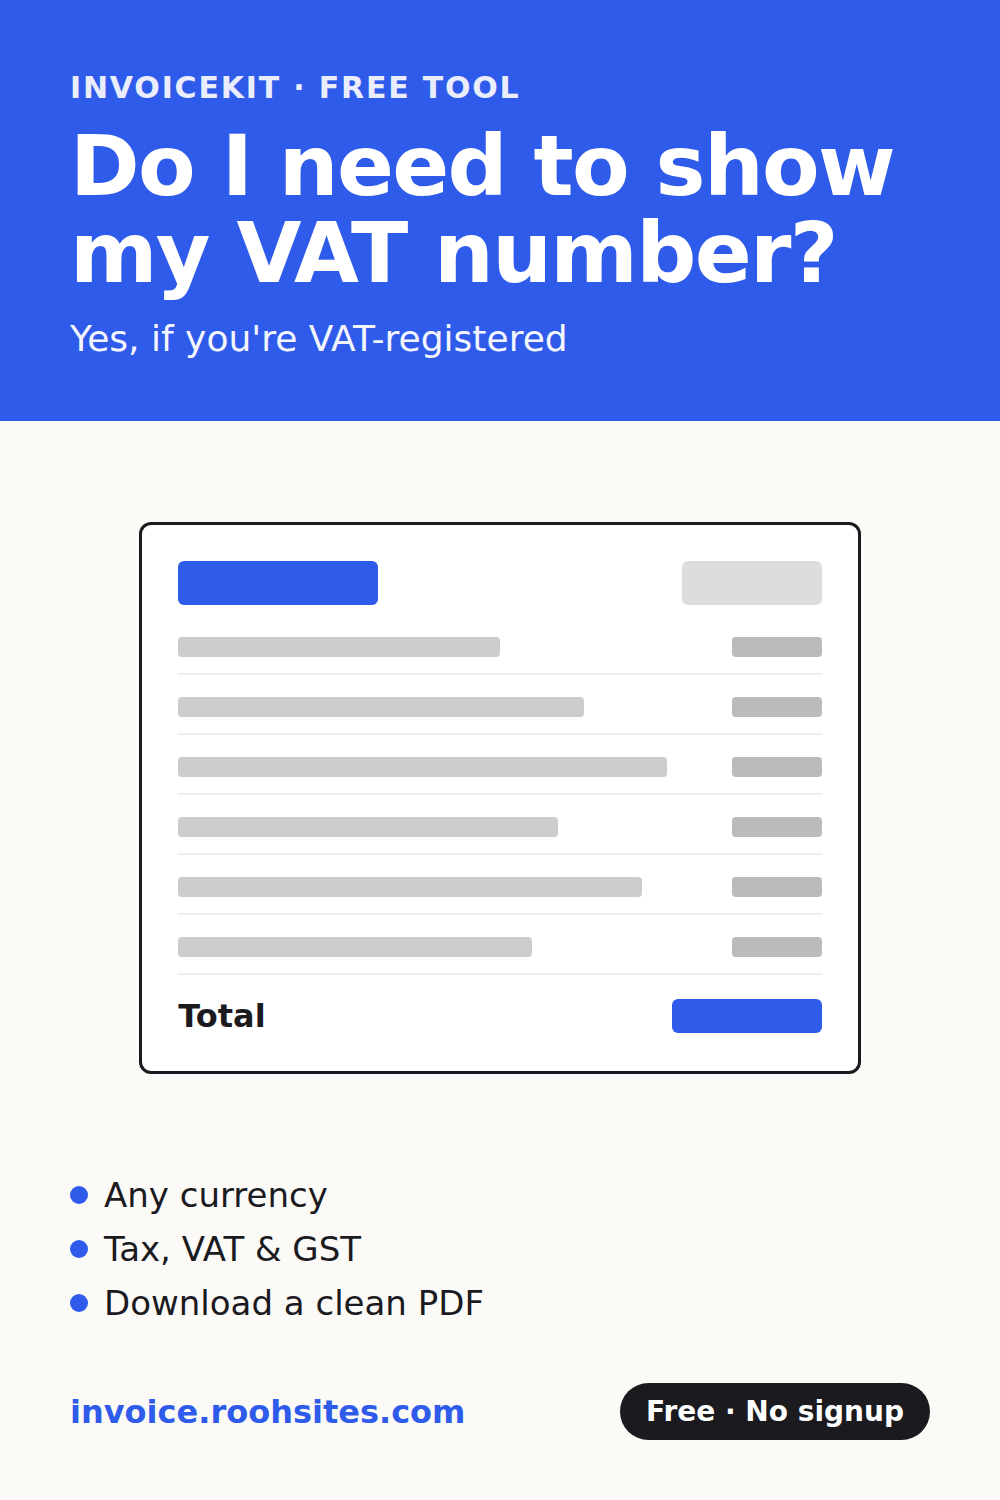 INVOICEKIT · FREE TOOL
Do I need to show
my VAT number?
Yes, if you're VAT-registered
Total
Any currency
Tax, VAT & GST
Download a clean PDF
invoice.roohsites.com
Free · No signup